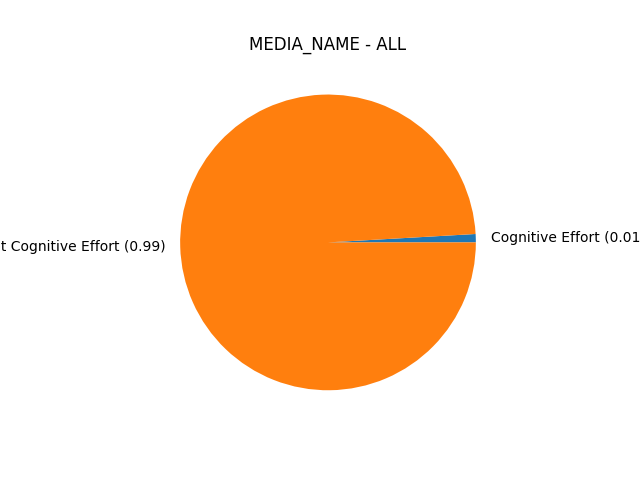 MEDIA_NAME - ALL
Cognitive Effort (0.01
t Cognitive Effort (0.99)